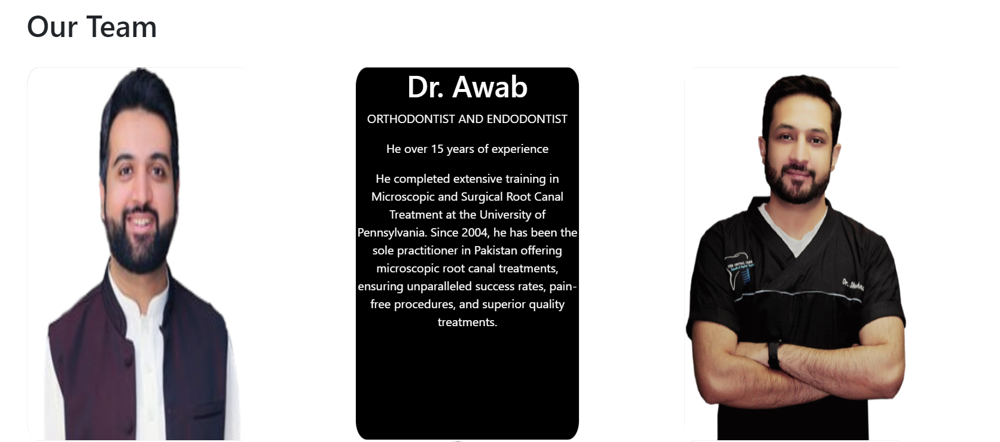 Our Team
Dr. Awab
ORTHODONTIST AND ENDODONTIST
He over 15 years of experience
He completed extensive training in
Microscopic and Surgical Root Canal
Treatment at the University of
Pennsylvania. Since 2004, he has been the
sole practitioner in Pakistan offering
microscopic root canal treatments,
ensuring unparalleled success rates, pain-
free procedures, and superior quality
treatments.
DENTAL CARE
Dr.